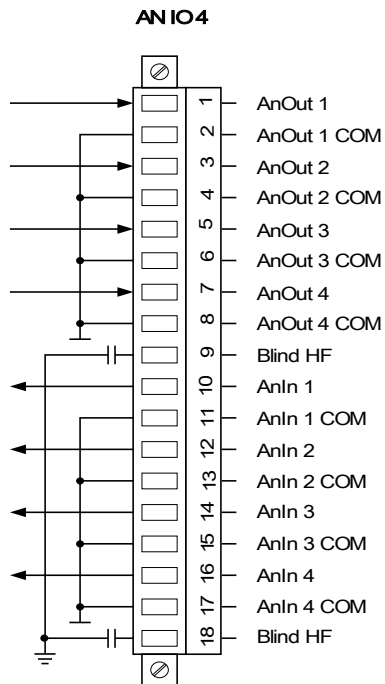 AN IO4
1 AnOut 1
2 AnOut 1 COM
3 AnOut 2
4 AnOut 2 COM
5 AnOut 3
6 AnOut 3 COM
7 AnOut 4
8 AnOut 4 COM
9 Blind HF
10 AnIn 1
11 AnIn 1 COM
12 AnIn 2
13 AnIn 2 COM
14 AnIn 3
15 AnIn 3 COM
16 AnIn 4
17 AnIn 4 COM
18 Blind HF